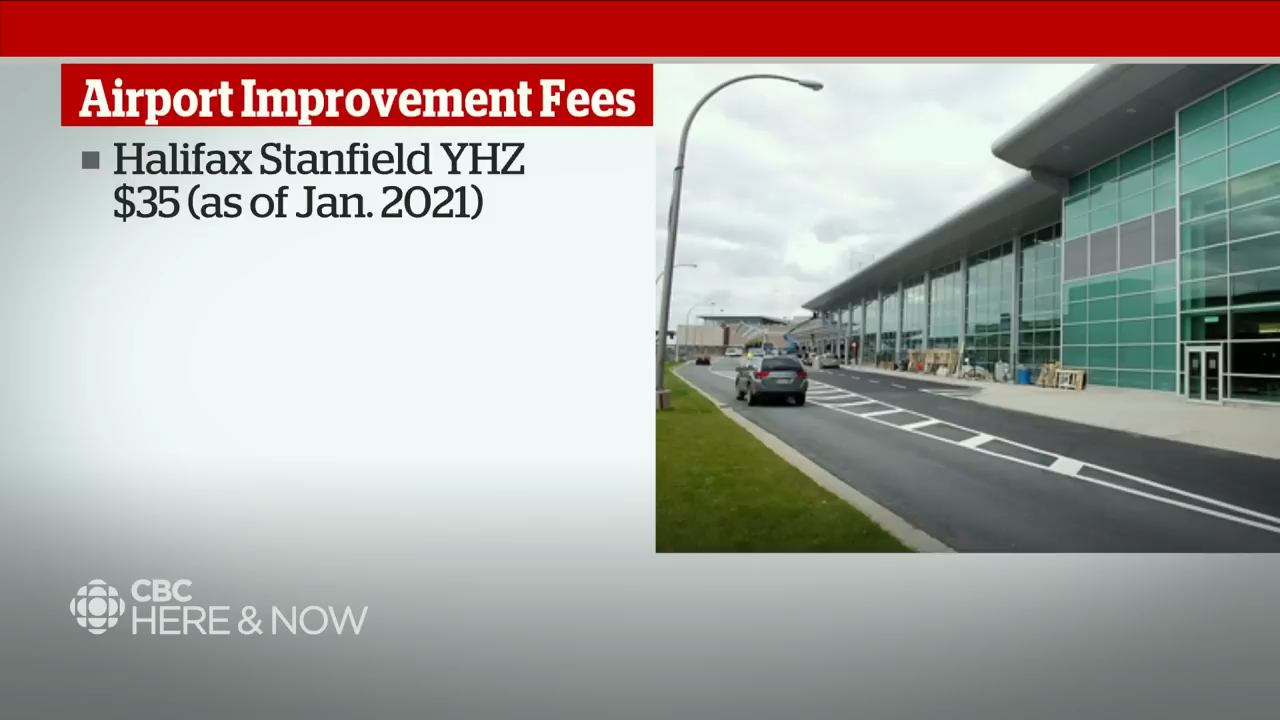 Airport Improvement Fees
Halifax Stanfield YHZ
$35 (as of Jan. 2021)
CBC
HERE & NOW